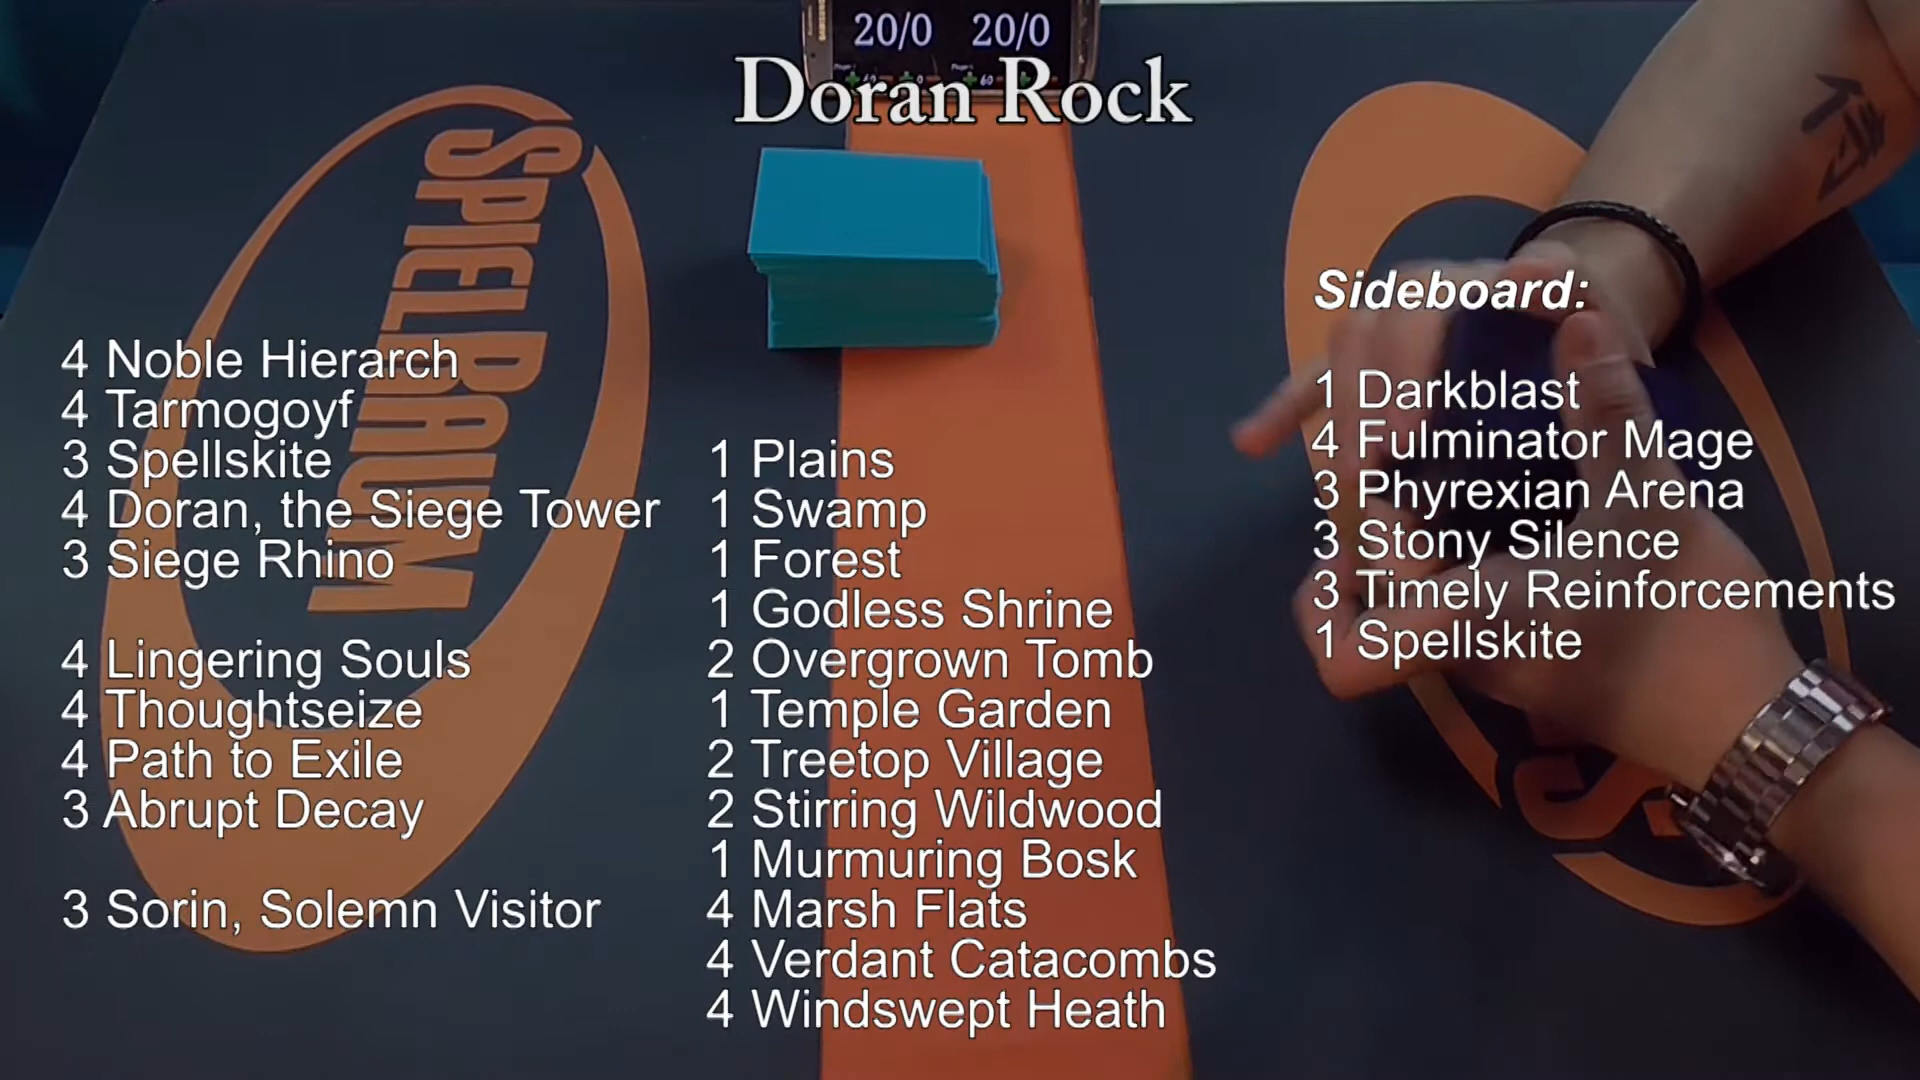 20/0 20/0
Doran Rock
SPIELRAUM
4 Noble Hierarch
4 Tarmogoyf
3 Spellskite
4 Doran, the Siege Tower
3 Siege Rhino
4 Lingering Souls
4 Thoughtseize
4 Path to Exile
3 Abrupt Decay
3 Sorin, Solemn Visitor
1 Plains
1 Swamp
1 Forest
1 Godless Shrine
2 Overgrown Tomb
1 Temple Garden
2 Treetop Village
2 Stirring Wildwood
1 Murmuring Bosk
4 Marsh Flats
4 Verdant Catacombs
4 Windswept Heath
Sideboard:
1 Darkblast
4 Fulminator Mage
3 Phyrexian Arena
3 Stony Silence
3 Timely Reinforcements
1 Spellskite